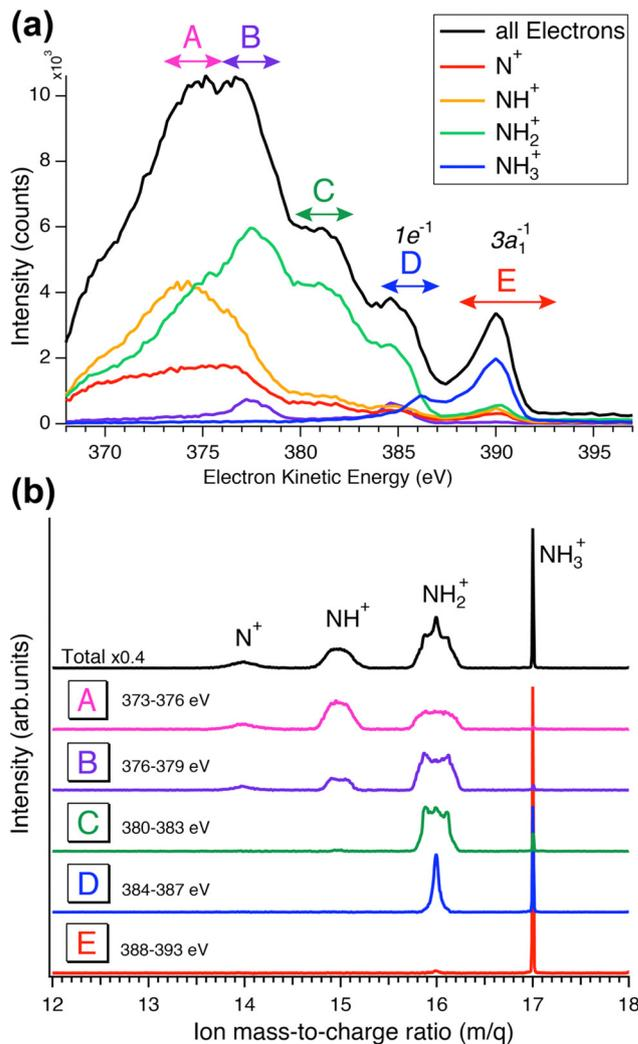 (a)
A B
×10³
all Electrons
N⁺
NH⁺
NH₂⁺
NH₃⁺
10
8
6
4
2
0
Intensity (counts)
C
1e⁻¹
D
3a₁⁻¹
E
370 375 380 385 390 395
Electron Kinetic Energy (eV)
(b)
NH₃⁺
NH₂⁺
NH⁺
N⁺
Total x0.4
A 373-376 eV
B 376-379 eV
C 380-383 eV
D 384-387 eV
E 388-393 eV
Intensity (arb.units)
12 13 14 15 16 17 18
Ion mass-to-charge ratio (m/q)